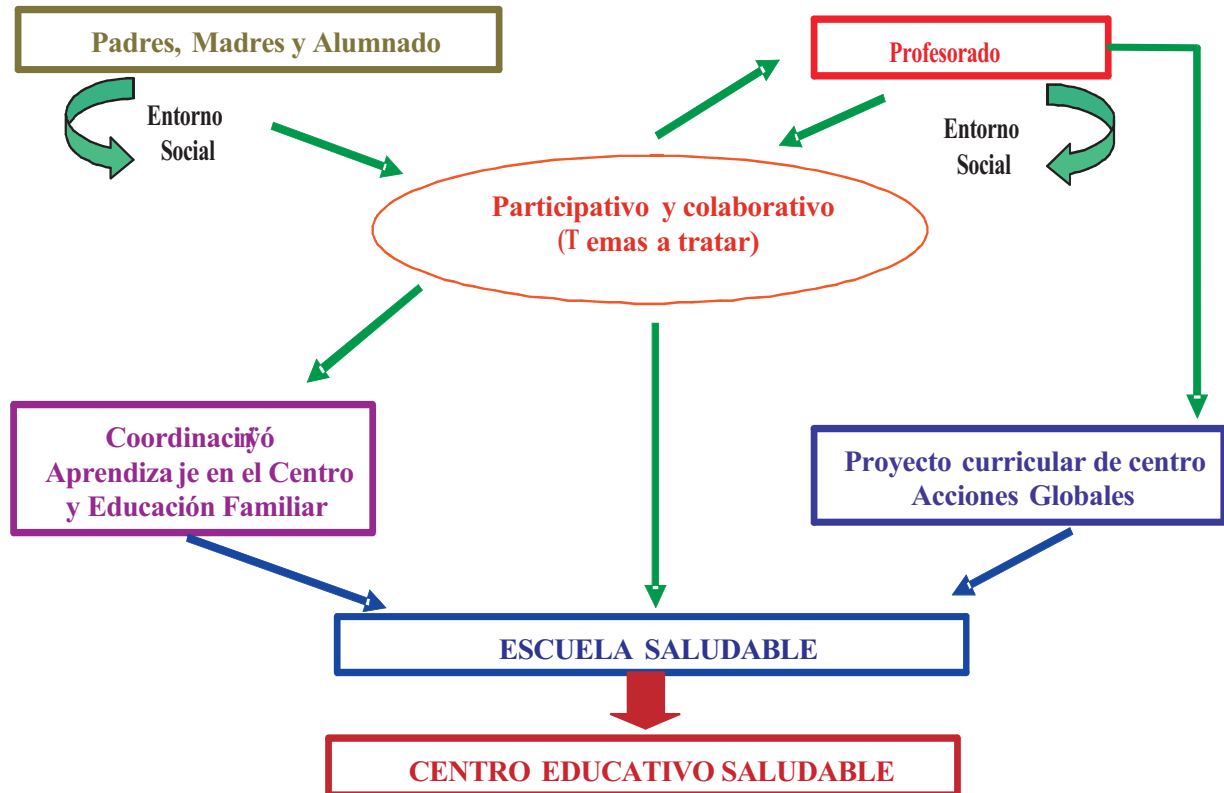 Padres, Madres y Alumnado
Profesorado
Entorno
Social
Entorno
Social
Participativo y colaborativo
(T emas a tratar)
Aprendiza je en el Centro
y Educación Familiar
Proyecto curricular de centro
Acciones Globales
ESCUELA SALUDABLE
CENTRO EDUCATIVO SALUDABLE